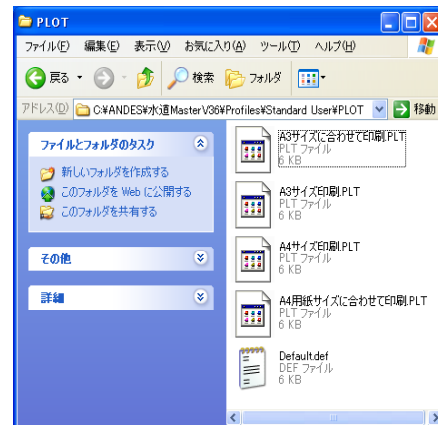 PLOT
ファイル(F) 編集(E) 表示(V) お気に入り(A) ツール(T) ヘルプ(H)
戻る 検索 フォルダ
アドレス(D) C:¥ANDES¥水道MasterV36¥Profiles¥Standard User¥PLOT 移動
ファイルとフォルダのタスク
新しいフォルダを作成する
このフォルダを Web に公開する
このフォルダを共有する
その他
詳細
A3サイズに合わせて印刷.PLT
PLT ファイル
6 KB
A3サイズ印刷.PLT
PLT ファイル
6 KB
A4サイズ印刷.PLT
PLT ファイル
6 KB
A4用紙サイズに合わせて印刷.PLT
PLT ファイル
6 KB
Default.def
DEF ファイル
6 KB